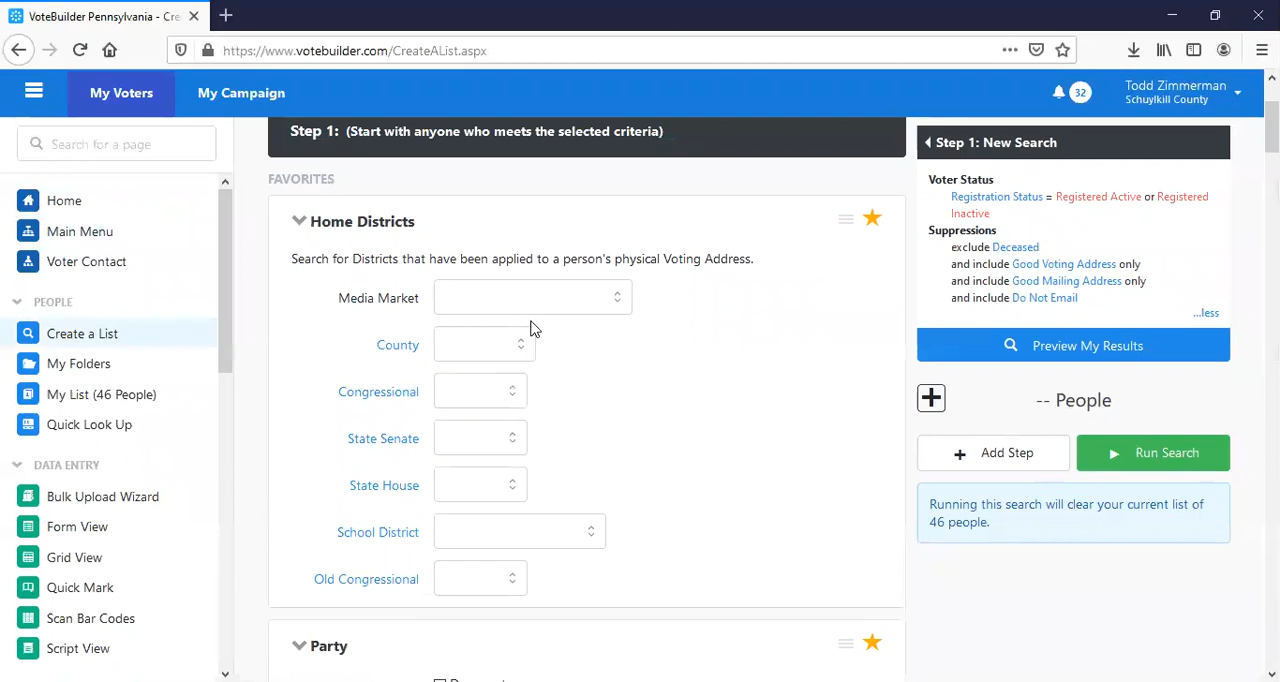 VoteBuilder Pennsylvania - Cre
https://www.votebuilder.com/CreateAList.aspx
My Voters
My Campaign
32
Todd Zimmerman
Schuylkill County
Search for a page
Home
Main Menu
Voter Contact
PEOPLE
Create a List
My Folders
My List (46 People)
Quick Look Up
DATA ENTRY
Bulk Upload Wizard
Form View
Grid View
Quick Mark
Scan Bar Codes
Script View
Step 1: (Start with anyone who meets the selected criteria)
FAVORITES
Home Districts
Search for Districts that have been applied to a person's physical Voting Address.
Media Market
County
Congressional
State Senate
State House
School District
Old Congressional
Party
Step 1: New Search
Voter Status
Registration Status = Registered Active or Registered
Inactive
Suppressions
exclude Deceased
and include Good Voting Address only
and include Good Mailing Address only
and include Do Not Email
...less
Preview My Results
-- People
Add Step
Run Search
Running this search will clear your current list of
46 people.